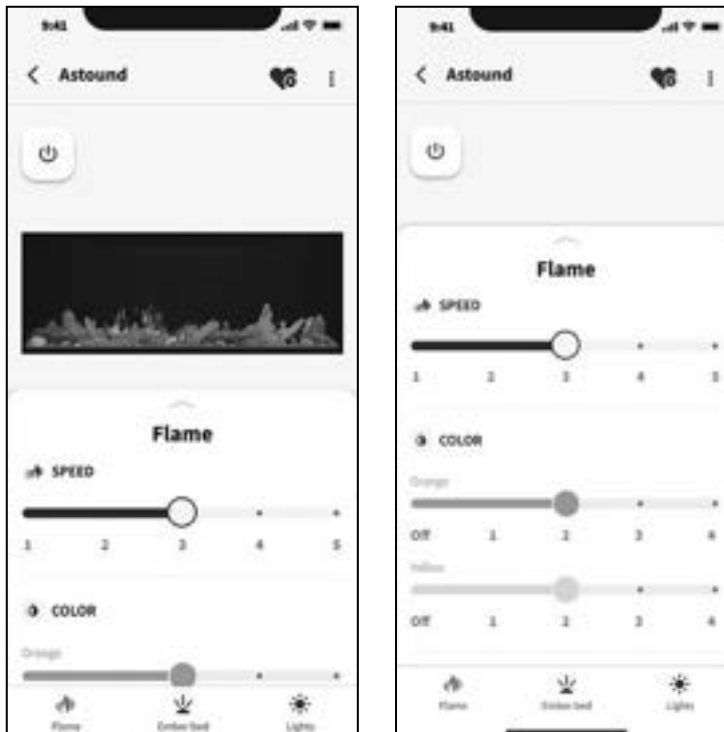 9:41
Astound
Flame
SPEED
1 2 3 4 5
COLOR
Orange
Flame Ember bed Lights
9:41
Astound
Flame
SPEED
1 2 3 4 5
COLOR
Orange
Off 1 2 3 4
Yellow
Off 1 2 3 4
Flame Ember bed Lights